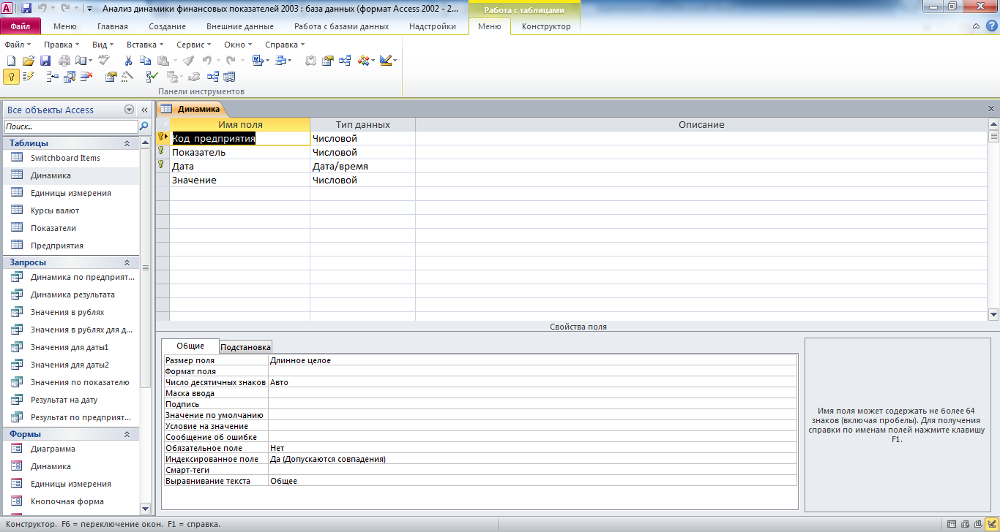 Анализ динамики финансовых показателей 2003 : база данных (формат Access 2002 - 2...
Работа с таблицами
Файл Меню Главная Создание Внешние данные Работа с базами данных Надстройки Меню Конструктор
Файл Правка Вид Вставка Сервис Окно Справка
Панели инструментов
Все объекты Access
Поиск...
Таблицы
Switchboard Items
Динамика
Единицы измерения
Курсы валют
Показатели
Предприятия
Запросы
Динамика по предприят...
Динамика результата
Значения в рублях
Значения в рублях для д...
Значения для даты1
Значения для даты2
Значения по показателю
Результат на дату
Результат по предприят...
Формы
Диаграмма
Динамика
Единицы измерения
Кнопочная форма
Динамика
Имя поля Тип данных Описание
Код предприятия Числовой
Показатель Числовой
Дата Дата/время
Значение Числовой
Свойства поля
Общие Подстановка
Размер поля Длинное целое
Формат поля
Число десятичных знаков Авто
Маска ввода
Подпись
Значение по умолчанию
Условие на значение
Сообщение об ошибке
Обязательное поле Нет
Индексированное поле Да (Допускаются совпадения)
Смарт-теги
Выравнивание текста Общее
Имя поля может содержать не более 64
знаков (включая пробелы). Для получения
справки по именам полей нажмите клавишу
F1.
Конструктор. F6 = переключение окон. F1 = справка.